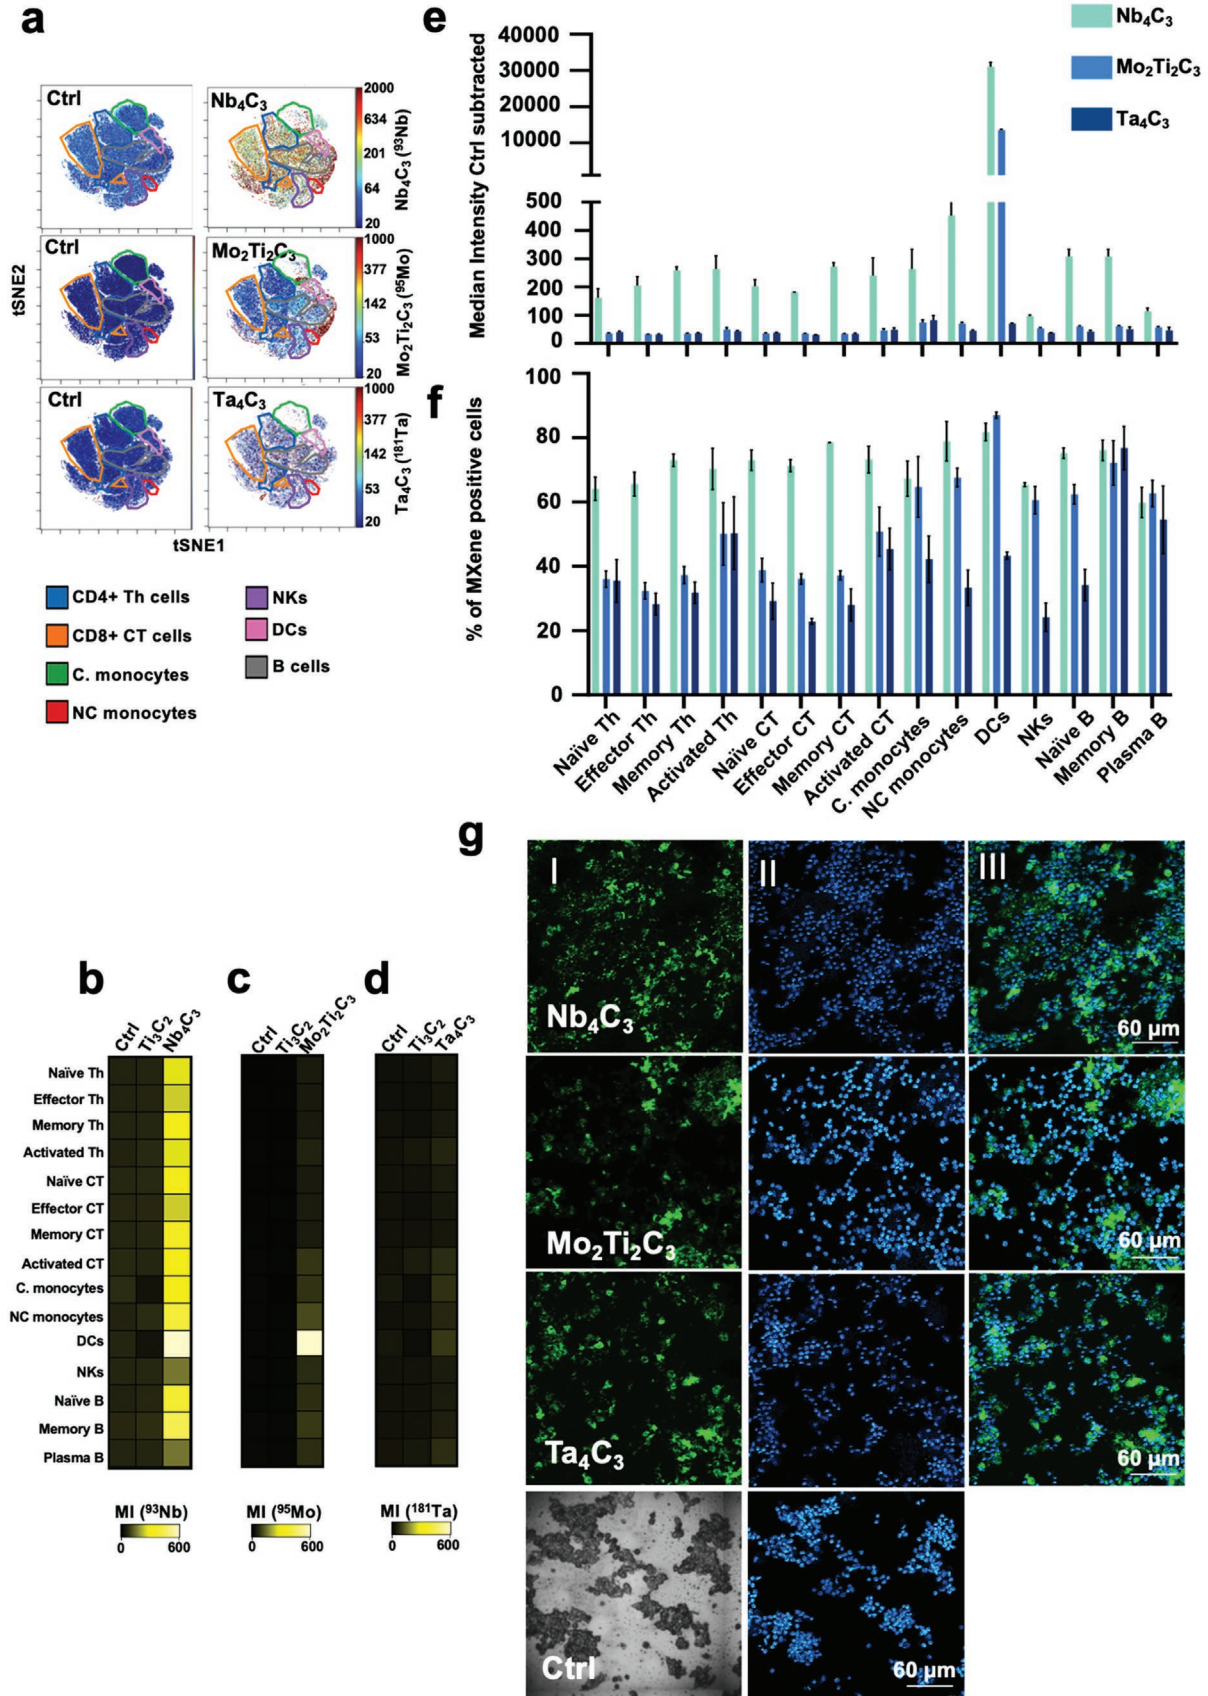 a
Ctrl
Nb4C3
2000
634
201
64
20
Nb4C3 (93Nb)
Ctrl
Mo2Ti2C3
1000
377
142
53
20
Mo2Ti2C3 (95Mo)
Ctrl
Ta4C3
1000
377
142
53
20
Ta4C3 (181Ta)
tSNE2
tSNE1
CD4+ Th cells
CD8+ CT cells
C. monocytes
NC monocytes
NKs
DCs
B cells
e
Median Intensity Ctrl subtracted
40000
30000
20000
10000
500
400
300
200
100
0
Nb4C3
Mo2Ti2C3
Ta4C3
f
% of MXene positive cells
100
80
60
40
20
0
Naïve Th
Effector Th
Memory Th
Activated Th
Naïve CT
Effector CT
Memory CT
Activated CT
C. monocytes
NC monocytes
DCs
NKs
Naïve B
Memory B
Plasma B
b
Ctrl
Ti3C2
Nb4C3
c
Ctrl
Ti3C2
Mo2Ti2C3
d
Ctrl
Ti3C2
Ta4C3
Naïve Th
Effector Th
Memory Th
Activated Th
Naïve CT
Effector CT
Memory CT
Activated CT
C. monocytes
NC monocytes
DCs
NKs
Naïve B
Memory B
Plasma B
MI (93Nb)
0 600
MI (95Mo)
0 600
MI (181Ta)
0 600
g
I
II
III
Nb4C3
60 µm
Mo2Ti2C3
60 µm
Ta4C3
60 µm
Ctrl
60 µm